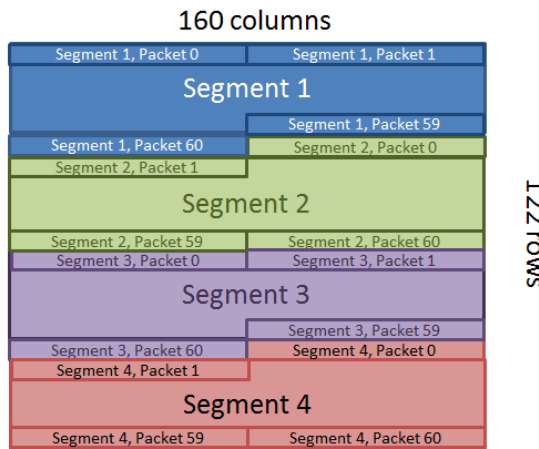 160 columns
Segment 1, Packet 0
Segment 1, Packet 1
Segment 1
Segment 1, Packet 59
Segment 1, Packet 60
Segment 2, Packet 0
Segment 2, Packet 1
Segment 2
Segment 2, Packet 59
Segment 2, Packet 60
Segment 3, Packet 0
Segment 3, Packet 1
Segment 3
Segment 3, Packet 59
Segment 3, Packet 60
Segment 4, Packet 0
Segment 4, Packet 1
Segment 4
Segment 4, Packet 59
Segment 4, Packet 60
122 rows